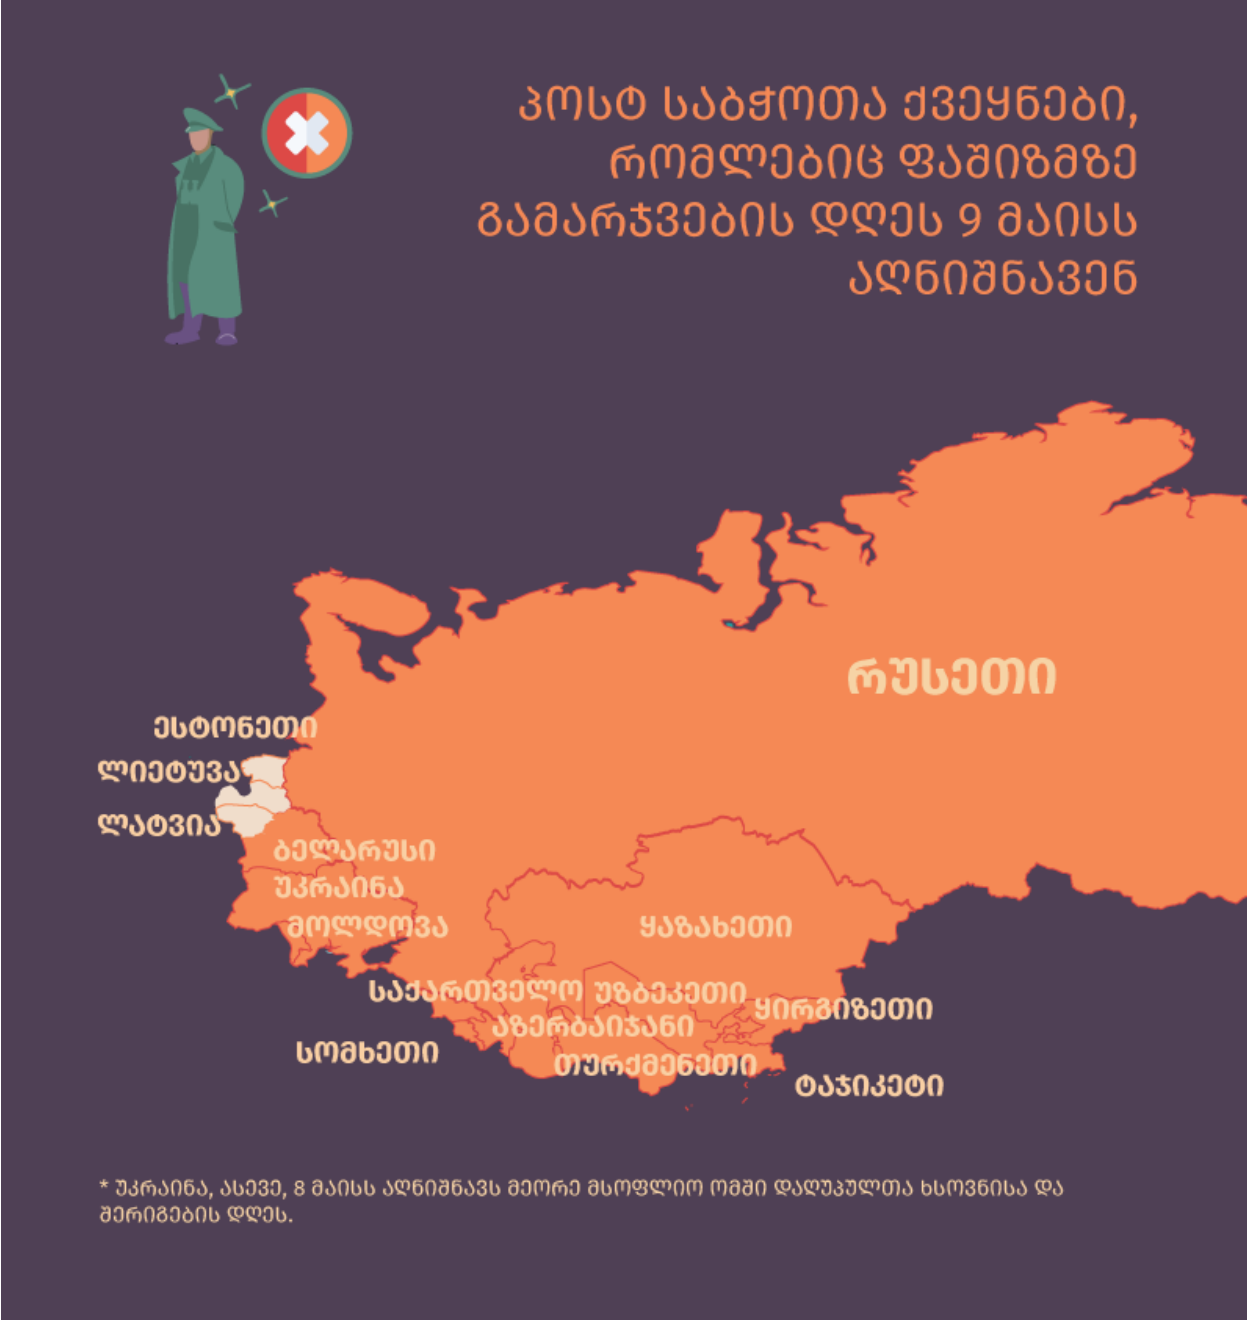 პოსტ საბჭოთა ქვეყნები,
რომლებიც ფაშიზმზე
გამარჯვების დღეს 9 მაისს
აღნიშნავენ
რუსეთი
ესტონეთი
ლიეტუვა
ლატვია
ბელარუსი
უკრაინა
მოლდოვა
ყაზახეთი
საქართველო
უზბეკეთი
ყირგიზეთი
აზერბაიჯანი
სომხეთი
თურქმენეთი
ტაჯიკეტი
* უკრაინა, ასევე, 8 მაისს აღნიშნავს მეორე მსოფლიო ომში დაღუპულთა ხსოვნისა და
შერიგების დღეს.